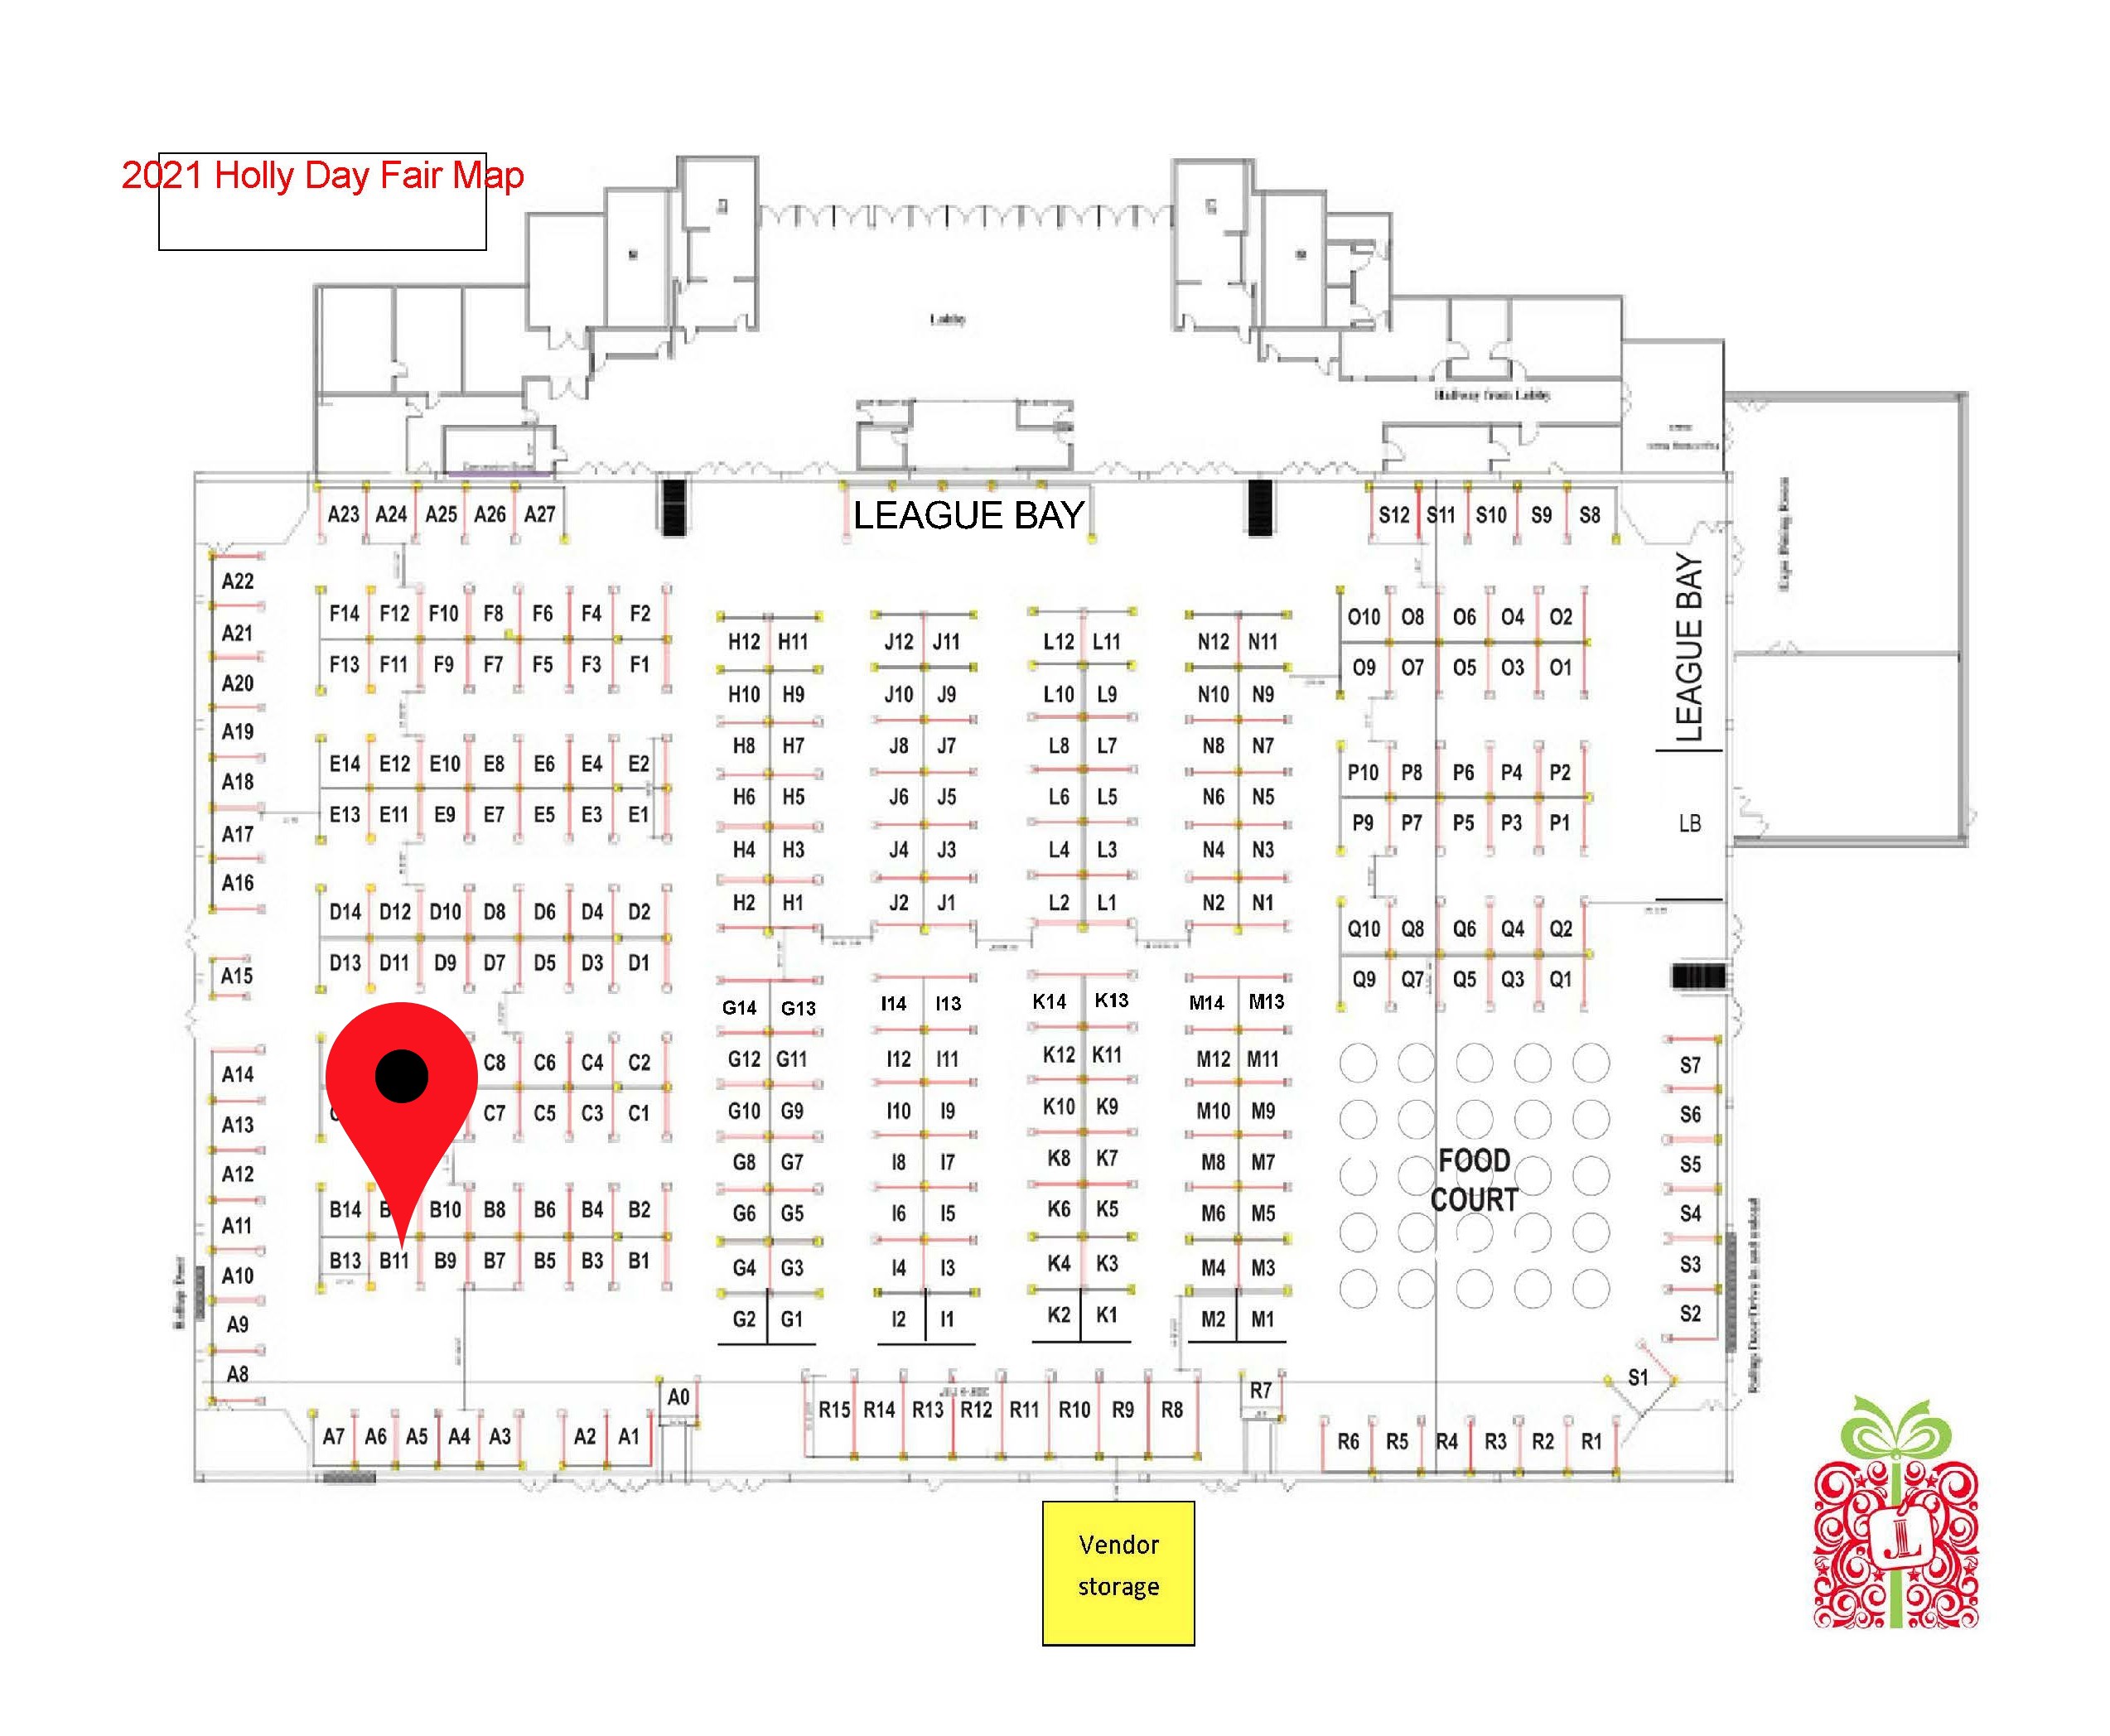 2021 Holly Day Fair Map
Lobby
Hallway from Lobby
LEAGUE BAY
A23 A24 A25 A26 A27
S12 S11 S10 S9 S8
LEAGUE BAY
LB
A22
A21
A20
A19
A18
A17
A16
A15
A14
A13
A12
A11
A10
A9
A8
F14 F12 F10 F8 F6 F4 F2
F13 F11 F9 F7 F5 F3 F1
E14 E12 E10 E8 E6 E4 E2
E13 E11 E9 E7 E5 E3 E1
D14 D12 D10 D8 D6 D4 D2
D13 D11 D9 D7 D5 D3 D1
C8 C6 C4 C2
C7 C5 C3 C1
B14 B10 B8 B6 B4 B2
B13 B11 B9 B7 B5 B3 B1
H12 H11
H10 H9
H8 H7
H6 H5
H4 H3
H2 H1
G14 G13
G12 G11
G10 G9
G8 G7
G6 G5
G4 G3
G2 G1
J12 J11
J10 J9
J8 J7
J6 J5
J4 J3
J2 J1
I14 I13
I12 I11
I10 I9
I8 I7
I6 I5
I4 I3
I2 I1
L12 L11
L10 L9
L8 L7
L6 L5
L4 L3
L2 L1
K14 K13
K12 K11
K10 K9
K8 K7
K6 K5
K4 K3
K2 K1
N12 N11
N10 N9
N8 N7
N6 N5
N4 N3
N2 N1
M14 M13
M12 M11
M10 M9
M8 M7
M6 M5
M4 M3
M2 M1
O10 O8 O6 O4 O2
O9 O7 O5 O3 O1
P10 P8 P6 P4 P2
P9 P7 P5 P3 P1
Q10 Q8 Q6 Q4 Q2
Q9 Q7 Q5 Q3 Q1
FOOD
COURT
S7
S6
S5
S4
S3
S2
S1
A7 A6 A5 A4 A3 A2 A1
A0
R15 R14 R13 R12 R11 R10 R9 R8
R7
R6 R5 R4 R3 R2 R1
Vendor
storage
JL